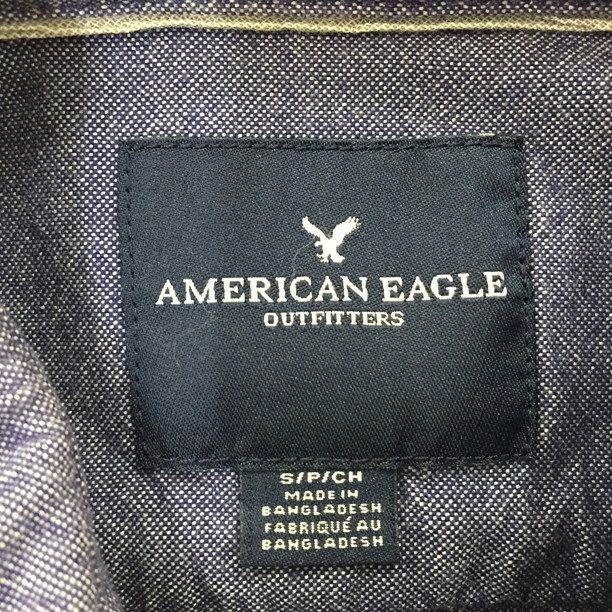 AMERICAN EAGLE
OUTFITTERS
S/P/CH
MADE IN
BANGLADESH
FABRIQUÉ AU
BANGLADESH